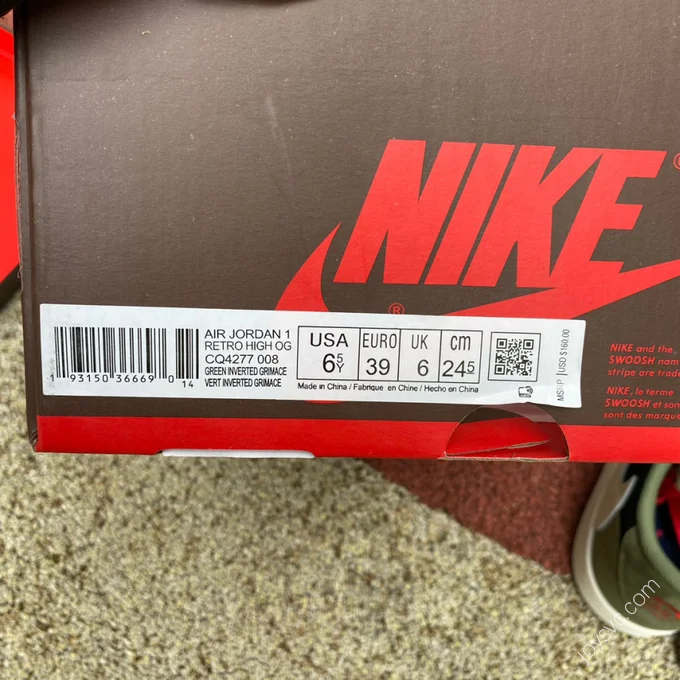 NIKE
®
®
1 93150 36669 0
14
AIR JORDAN 1
RETRO HIGH OG
CQ4277 008
GREEN INVERTED GRIMACE
VERT INVERTED GRIMACE
USA
6 5 Y
EURO
39
UK
6
cm
24 5
Made in China / Fabriqué en Chine / Hecho en China
MSRP USD $160.00
NIKE and the
SWOOSH nam
stripe are trad
NIKE, le terme
SWOOSH et son
sont des marque